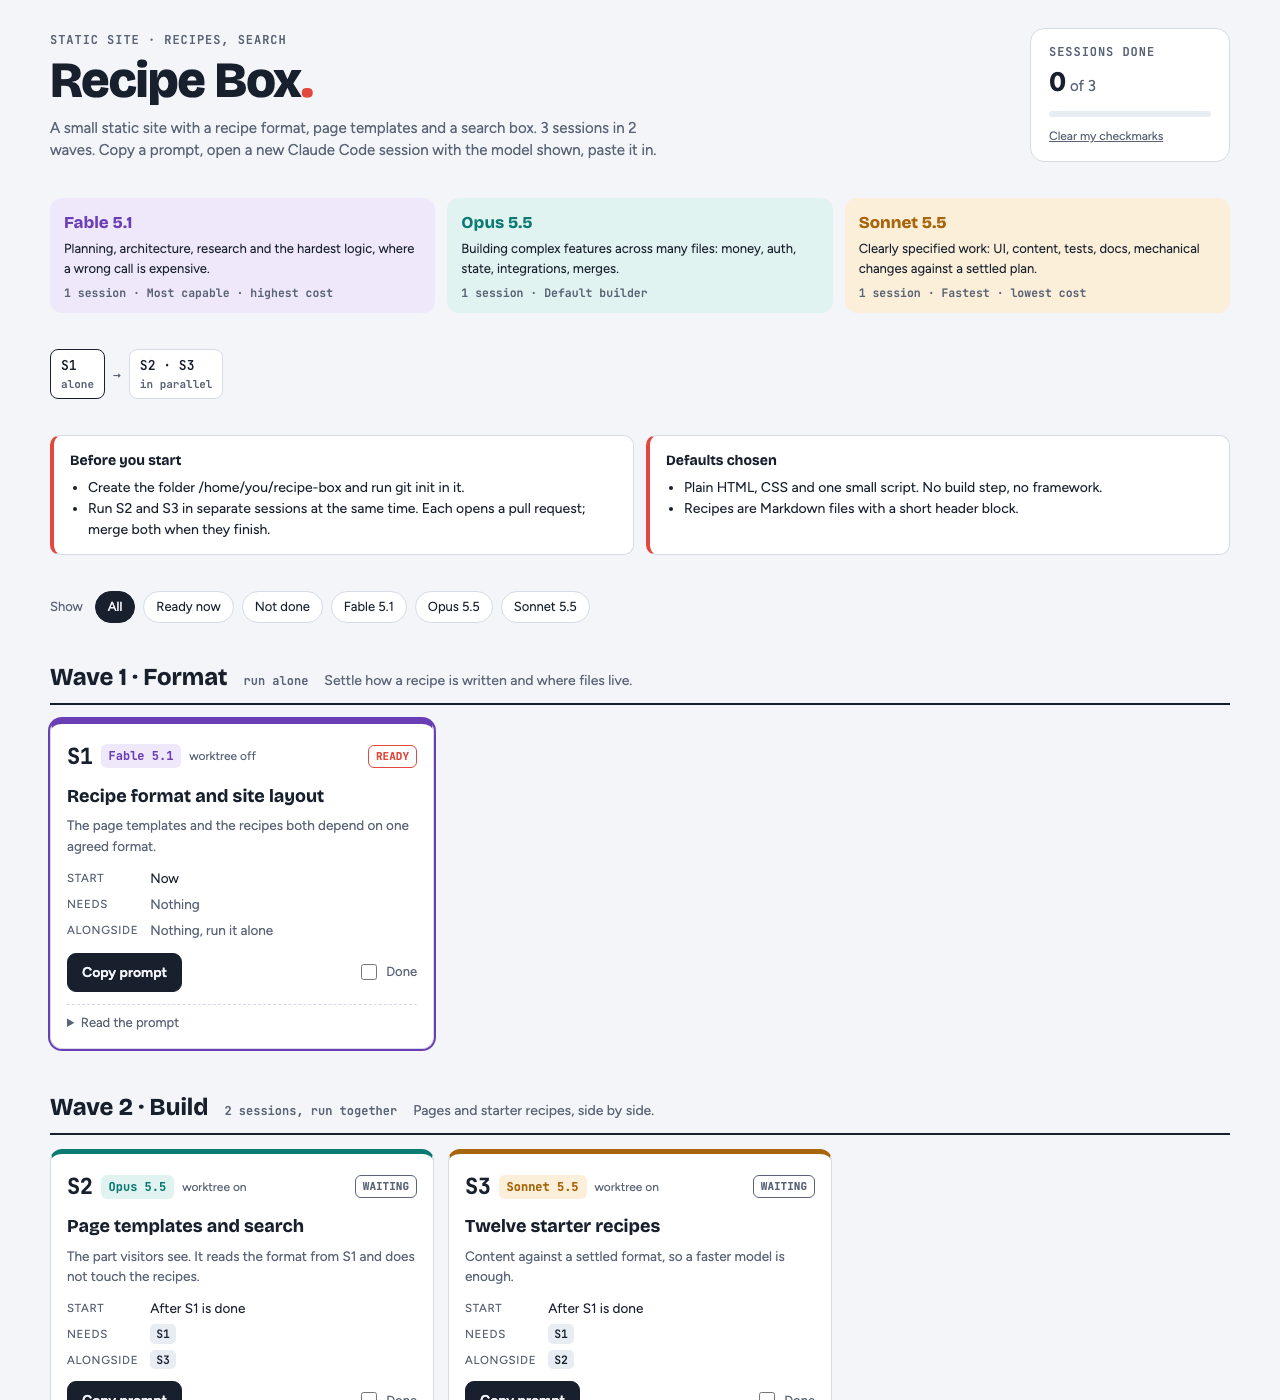 STATIC SITE · RECIPES, SEARCH
Recipe Box.
A small static site with a recipe format, page templates and a search box. 3 sessions in 2
waves. Copy a prompt, open a new Claude Code session with the model shown, paste it in.
SESSIONS DONE
0 of 3
Clear my checkmarks
Fable 5.1
Planning, architecture, research and the hardest logic, where
a wrong call is expensive.
1 session · Most capable · highest cost
Opus 5.5
Building complex features across many files: money, auth,
state, integrations, merges.
1 session · Default builder
Sonnet 5.5
Clearly specified work: UI, content, tests, docs, mechanical
changes against a settled plan.
1 session · Fastest · lowest cost
S1
alone
→
S2 · S3
in parallel
Before you start
• Create the folder /home/you/recipe-box and run git init in it.
• Run S2 and S3 in separate sessions at the same time. Each opens a pull request;
merge both when they finish.
Defaults chosen
• Plain HTML, CSS and one small script. No build step, no framework.
• Recipes are Markdown files with a short header block.
Show All Ready now Not done Fable 5.1 Opus 5.5 Sonnet 5.5
Wave 1 · Format run alone Settle how a recipe is written and where files live.
S1 Fable 5.1 worktree off READY
Recipe format and site layout
The page templates and the recipes both depend on one
agreed format.
START Now
NEEDS Nothing
ALONGSIDE Nothing, run it alone
Copy prompt Done
Read the prompt
Wave 2 · Build 2 sessions, run together Pages and starter recipes, side by side.
S2 Opus 5.5 worktree on WAITING
Page templates and search
The part visitors see. It reads the format from S1 and does
not touch the recipes.
START After S1 is done
NEEDS S1
ALONGSIDE S3
Copy prompt Done
S3 Sonnet 5.5 worktree on WAITING
Twelve starter recipes
Content against a settled format, so a faster model is
enough.
START After S1 is done
NEEDS S1
ALONGSIDE S2
Copy prompt Done